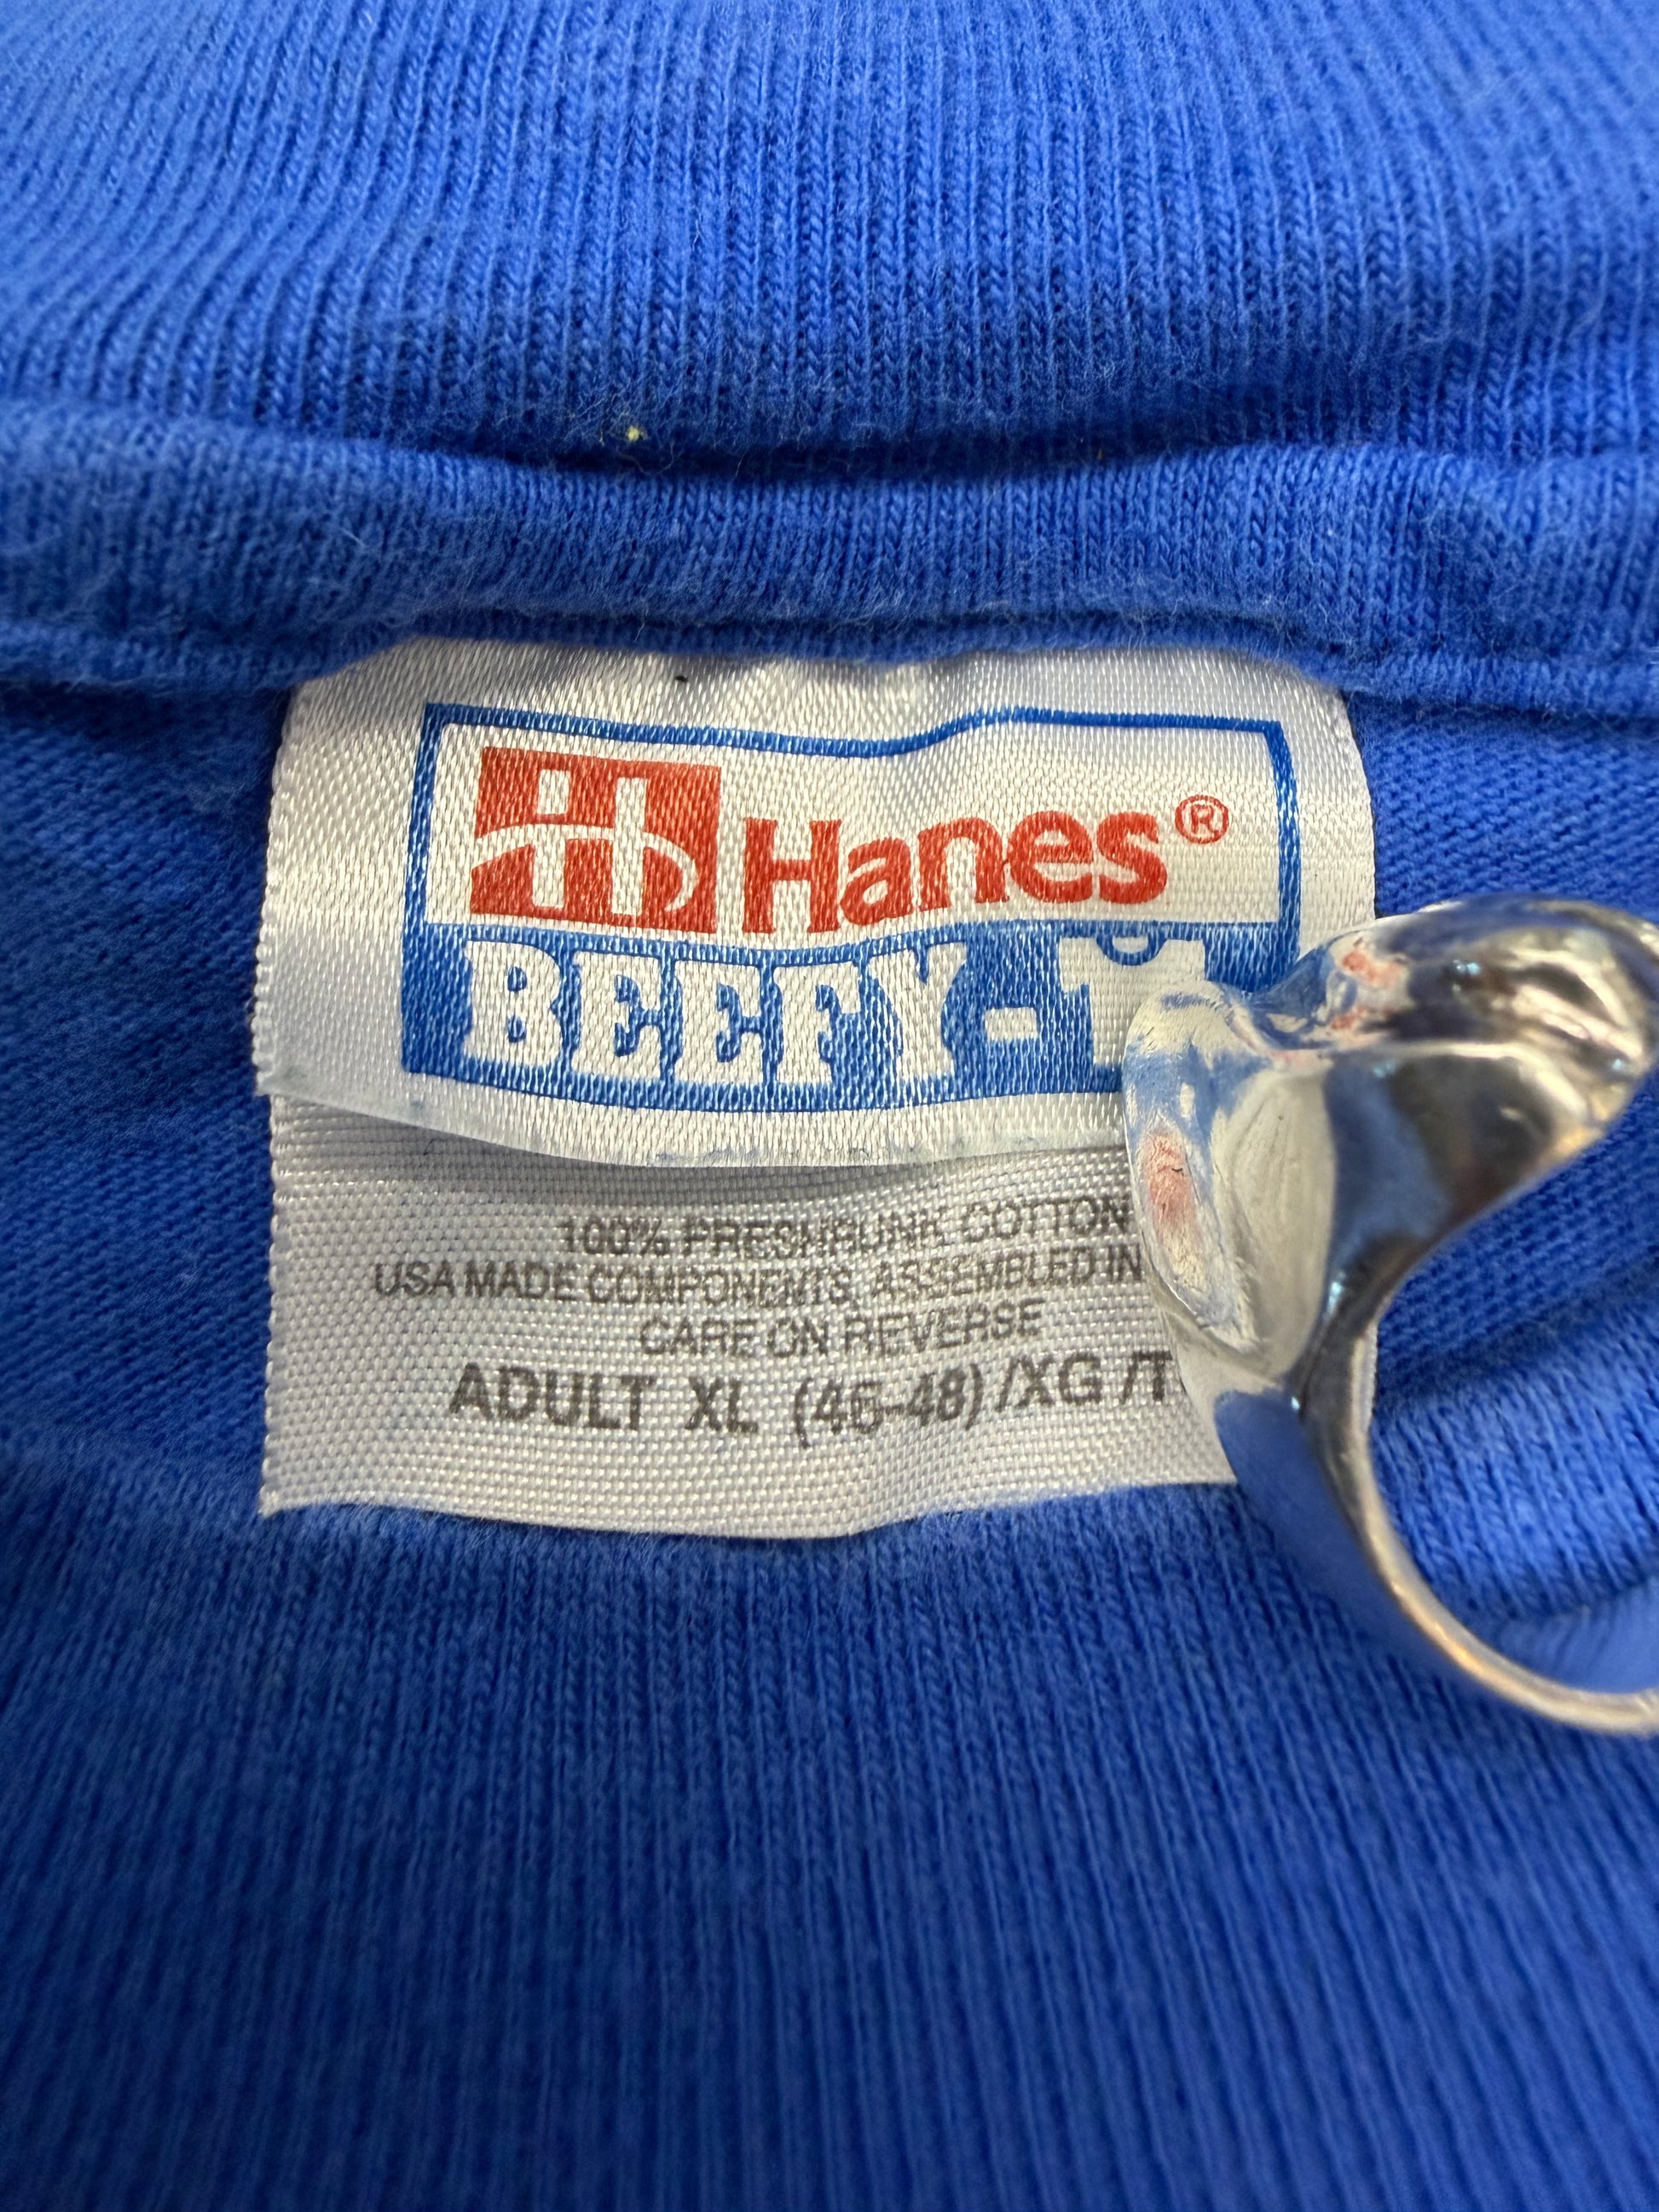 Hanes®
BEEFY-T
100% PRESHRUNK COTTON
USA MADE COMPONENTS, ASSEMBLED IN
CARE ON REVERSE
ADULT XL (46-48) /XG /T